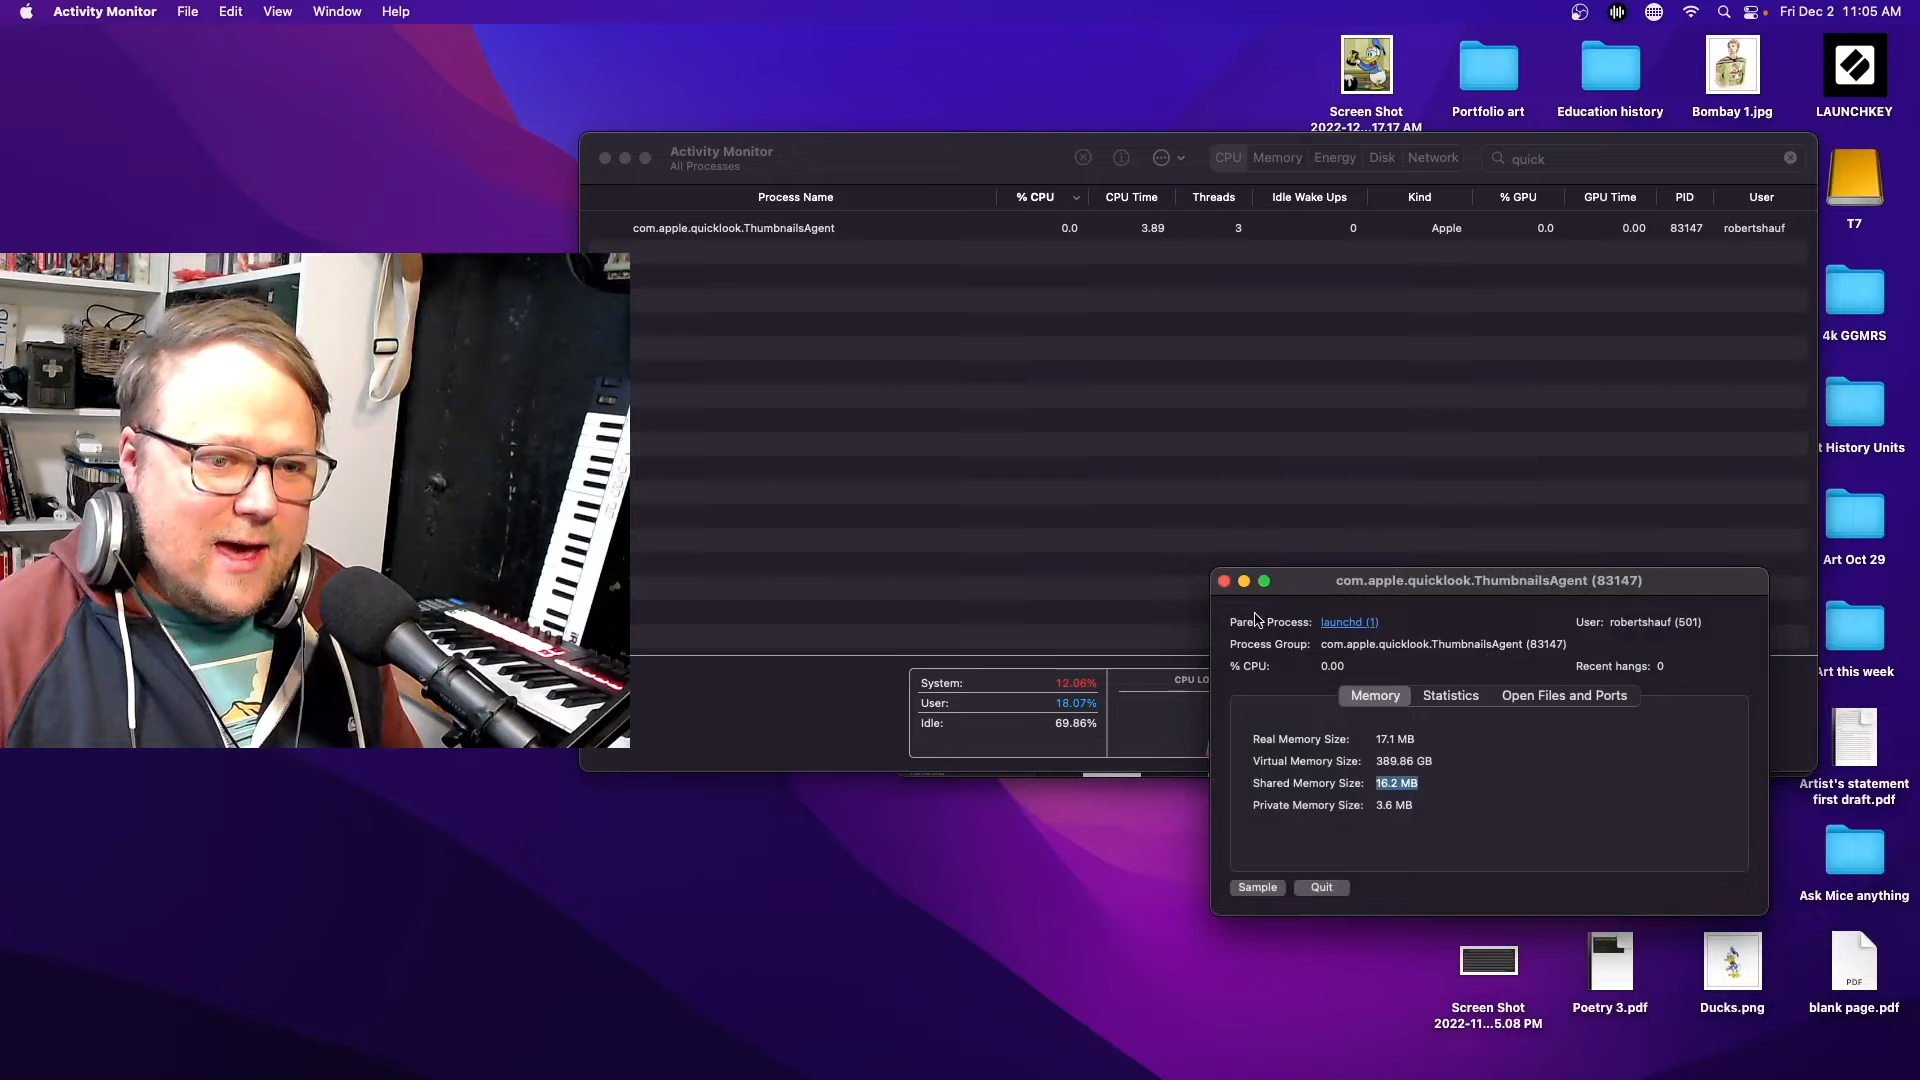 Activity Monitor File Edit View Window Help
Fri Dec 2 11:05 AM
Screen Shot
2022-12...17.17 AM
Portfolio art
Education history
Bombay 1.jpg
LAUNCHKEY
Activity Monitor
All Processes
CPU Memory Energy Disk Network
quick
Process Name % CPU CPU Time Threads Idle Wake Ups Kind % GPU GPU Time PID User
com.apple.quicklook.ThumbnailsAgent 0.0 3.89 3 0 Apple 0.0 0.00 83147 robertshauf
T7
4k GGMRS
t History Units
Art Oct 29
Art this week
Artist's statement
first draft.pdf
Ask Mice anything
System: 12.06%
User: 18.07%
Idle: 69.86%
CPU LO
com.apple.quicklook.ThumbnailsAgent (83147)
Parent Process: launchd (1) User: robertshauf (501)
Process Group: com.apple.quicklook.ThumbnailsAgent (83147)
% CPU: 0.00 Recent hangs: 0
Memory Statistics Open Files and Ports
Real Memory Size: 17.1 MB
Virtual Memory Size: 389.86 GB
Shared Memory Size: 16.2 MB
Private Memory Size: 3.6 MB
Sample Quit
Screen Shot
2022-11...5.08 PM
Poetry 3.pdf
Ducks.png
PDF
blank page.pdf